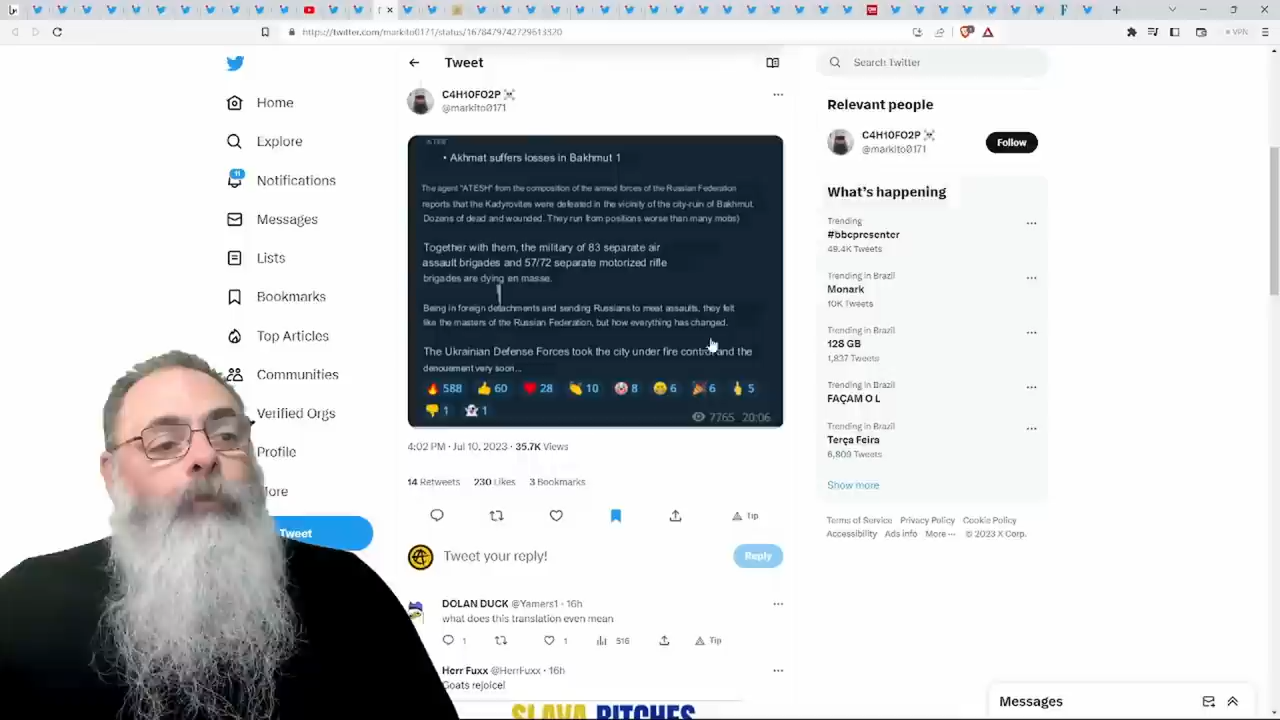 https://twitter.com/markito0171/status/1678479742729613320
VPN
Tweet
Search Twitter
C4H10FO2P
@markito0171
Home
Explore
11
Notifications
Messages
Lists
Bookmarks
Top Articles
Communities
Verified Orgs
Profile
More
Tweet
• Akhmat suffers losses in Bakhmut 1
The agent "ATESH" from the composition of the armed forces of the Russian Federation
reports that the Kadyrovites were defeated in the vicinity of the city-ruin of Bakhmut.
Dozens of dead and wounded. They run from positions worse than many mobs)
Together with them, the military of 83 separate air
assault brigades and 57/72 separate motorized rifle
brigades are dying en masse.
Being in foreign detachments and sending Russians to meat assaults, they felt
like the masters of the Russian Federation, but how everything has changed.
The Ukrainian Defense Forces took the city under fire control and the
denouement very soon...
588 60 28 10 8 6 6 5
1 1
7765 20:06
4:02 PM · Jul 10, 2023 · 35.7K Views
14 Retweets 230 Likes 3 Bookmarks
Tip
Tweet your reply!
Reply
DOLAN DUCK @Yamers1 · 16h
what does this translation even mean
1 1 516 Tip
Herr Fuxx @HerrFuxx · 16h
Goats rejoice!
SLAVA BITCHES
Relevant people
C4H10FO2P
@markito0171
Follow
What's happening
Trending
#bbcpresenter
49.4K Tweets
Trending in Brazil
Monark
10K Tweets
Trending in Brazil
128 GB
1,837 Tweets
Trending in Brazil
FAÇAM O L
Trending in Brazil
Terça Feira
6,809 Tweets
Show more
Terms of Service Privacy Policy Cookie Policy
Accessibility Ads info More ··· © 2023 X Corp.
Messages